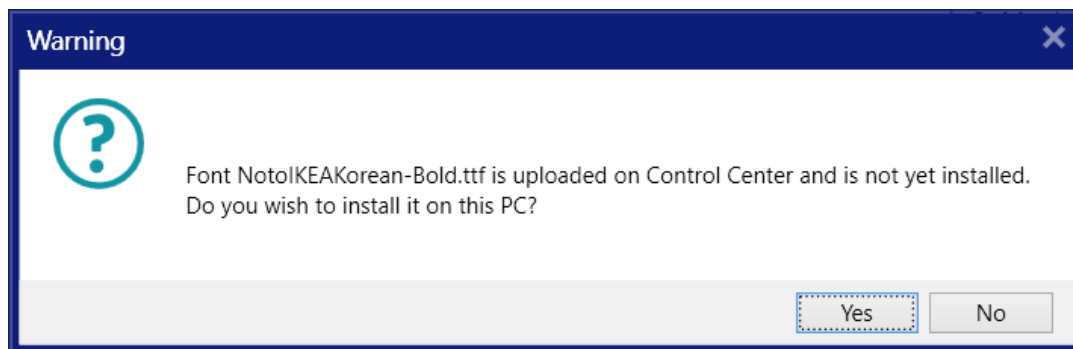 Warning
Font NotoIKEAKorean-Bold.ttf is uploaded on Control Center and is not yet installed.
Do you wish to install it on this PC?
Yes
No